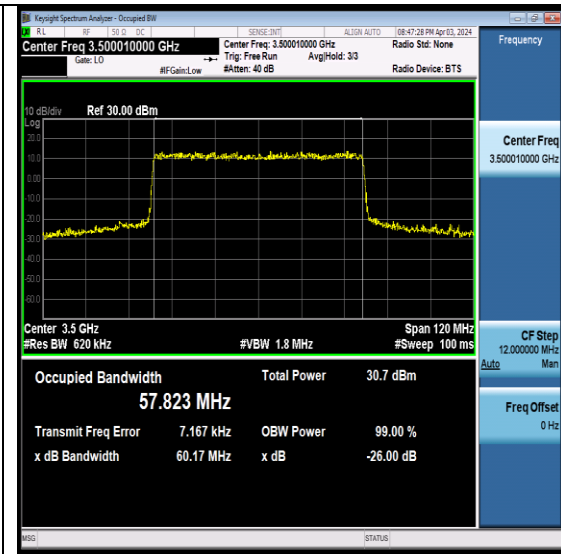 Keysight Spectrum Analyzer - Occupied BW
RL RF 50 Ω DC SENSE:INT ALIGN AUTO 08:47:28 PM Apr 03, 2024
Center Freq 3.500010000 GHz
Center Freq: 3.500010000 GHz
Radio Std: None
Gate: LO
Trig: Free Run Avg|Hold: 3/3
#IFGain:Low #Atten: 40 dB Radio Device: BTS
10 dB/div Ref 30.00 dBm
Log
20.0
10.0
0.00
-10.0
-20.0
-30.0
-40.0
-50.0
-60.0
Center 3.5 GHz Span 120 MHz
#Res BW 620 kHz #VBW 1.8 MHz #Sweep 100 ms
Occupied Bandwidth Total Power 30.7 dBm
57.823 MHz
Transmit Freq Error 7.167 kHz OBW Power 99.00 %
x dB Bandwidth 60.17 MHz x dB -26.00 dB
Frequency
Center Freq
3.500010000 GHz
CF Step
12.000000 MHz
Auto Man
Freq Offset
0 Hz
MSG STATUS